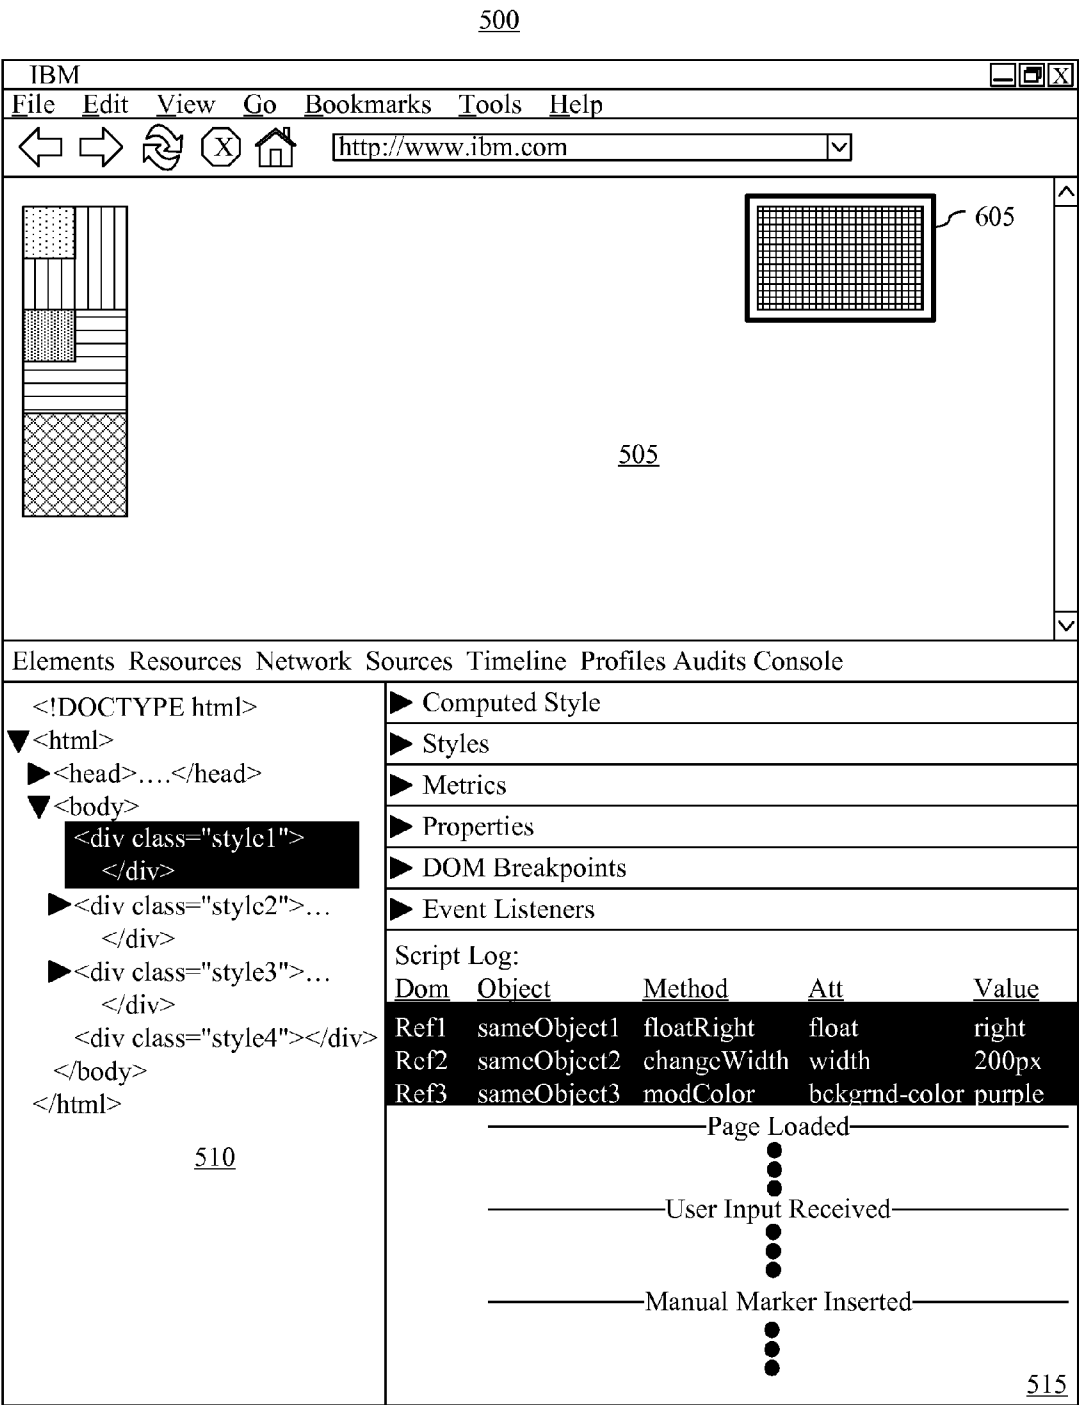 500
IBM
X
File Edit View Go Bookmarks Tools Help
X
http://www.ibm.com
605
505
Elements Resources Network Sources Timeline Profiles Audits Console
<!DOCTYPE html>
<html>
<head>....</head>
<body>
<div class="style1">
</div>
<div class="style2">...
</div>
<div class="style3">...
</div>
<div class="style4"></div>
</body>
</html>
510
Computed Style
Styles
Metrics
Properties
DOM Breakpoints
Event Listeners
Script Log:
Dom Object Method Att Value
Ref1 sameObject1 floatRight float right
Ref2 sameObject2 changeWidth width 200px
Ref3 sameObject3 modColor bckgrnd-color purple
Page Loaded
User Input Received
Manual Marker Inserted
515